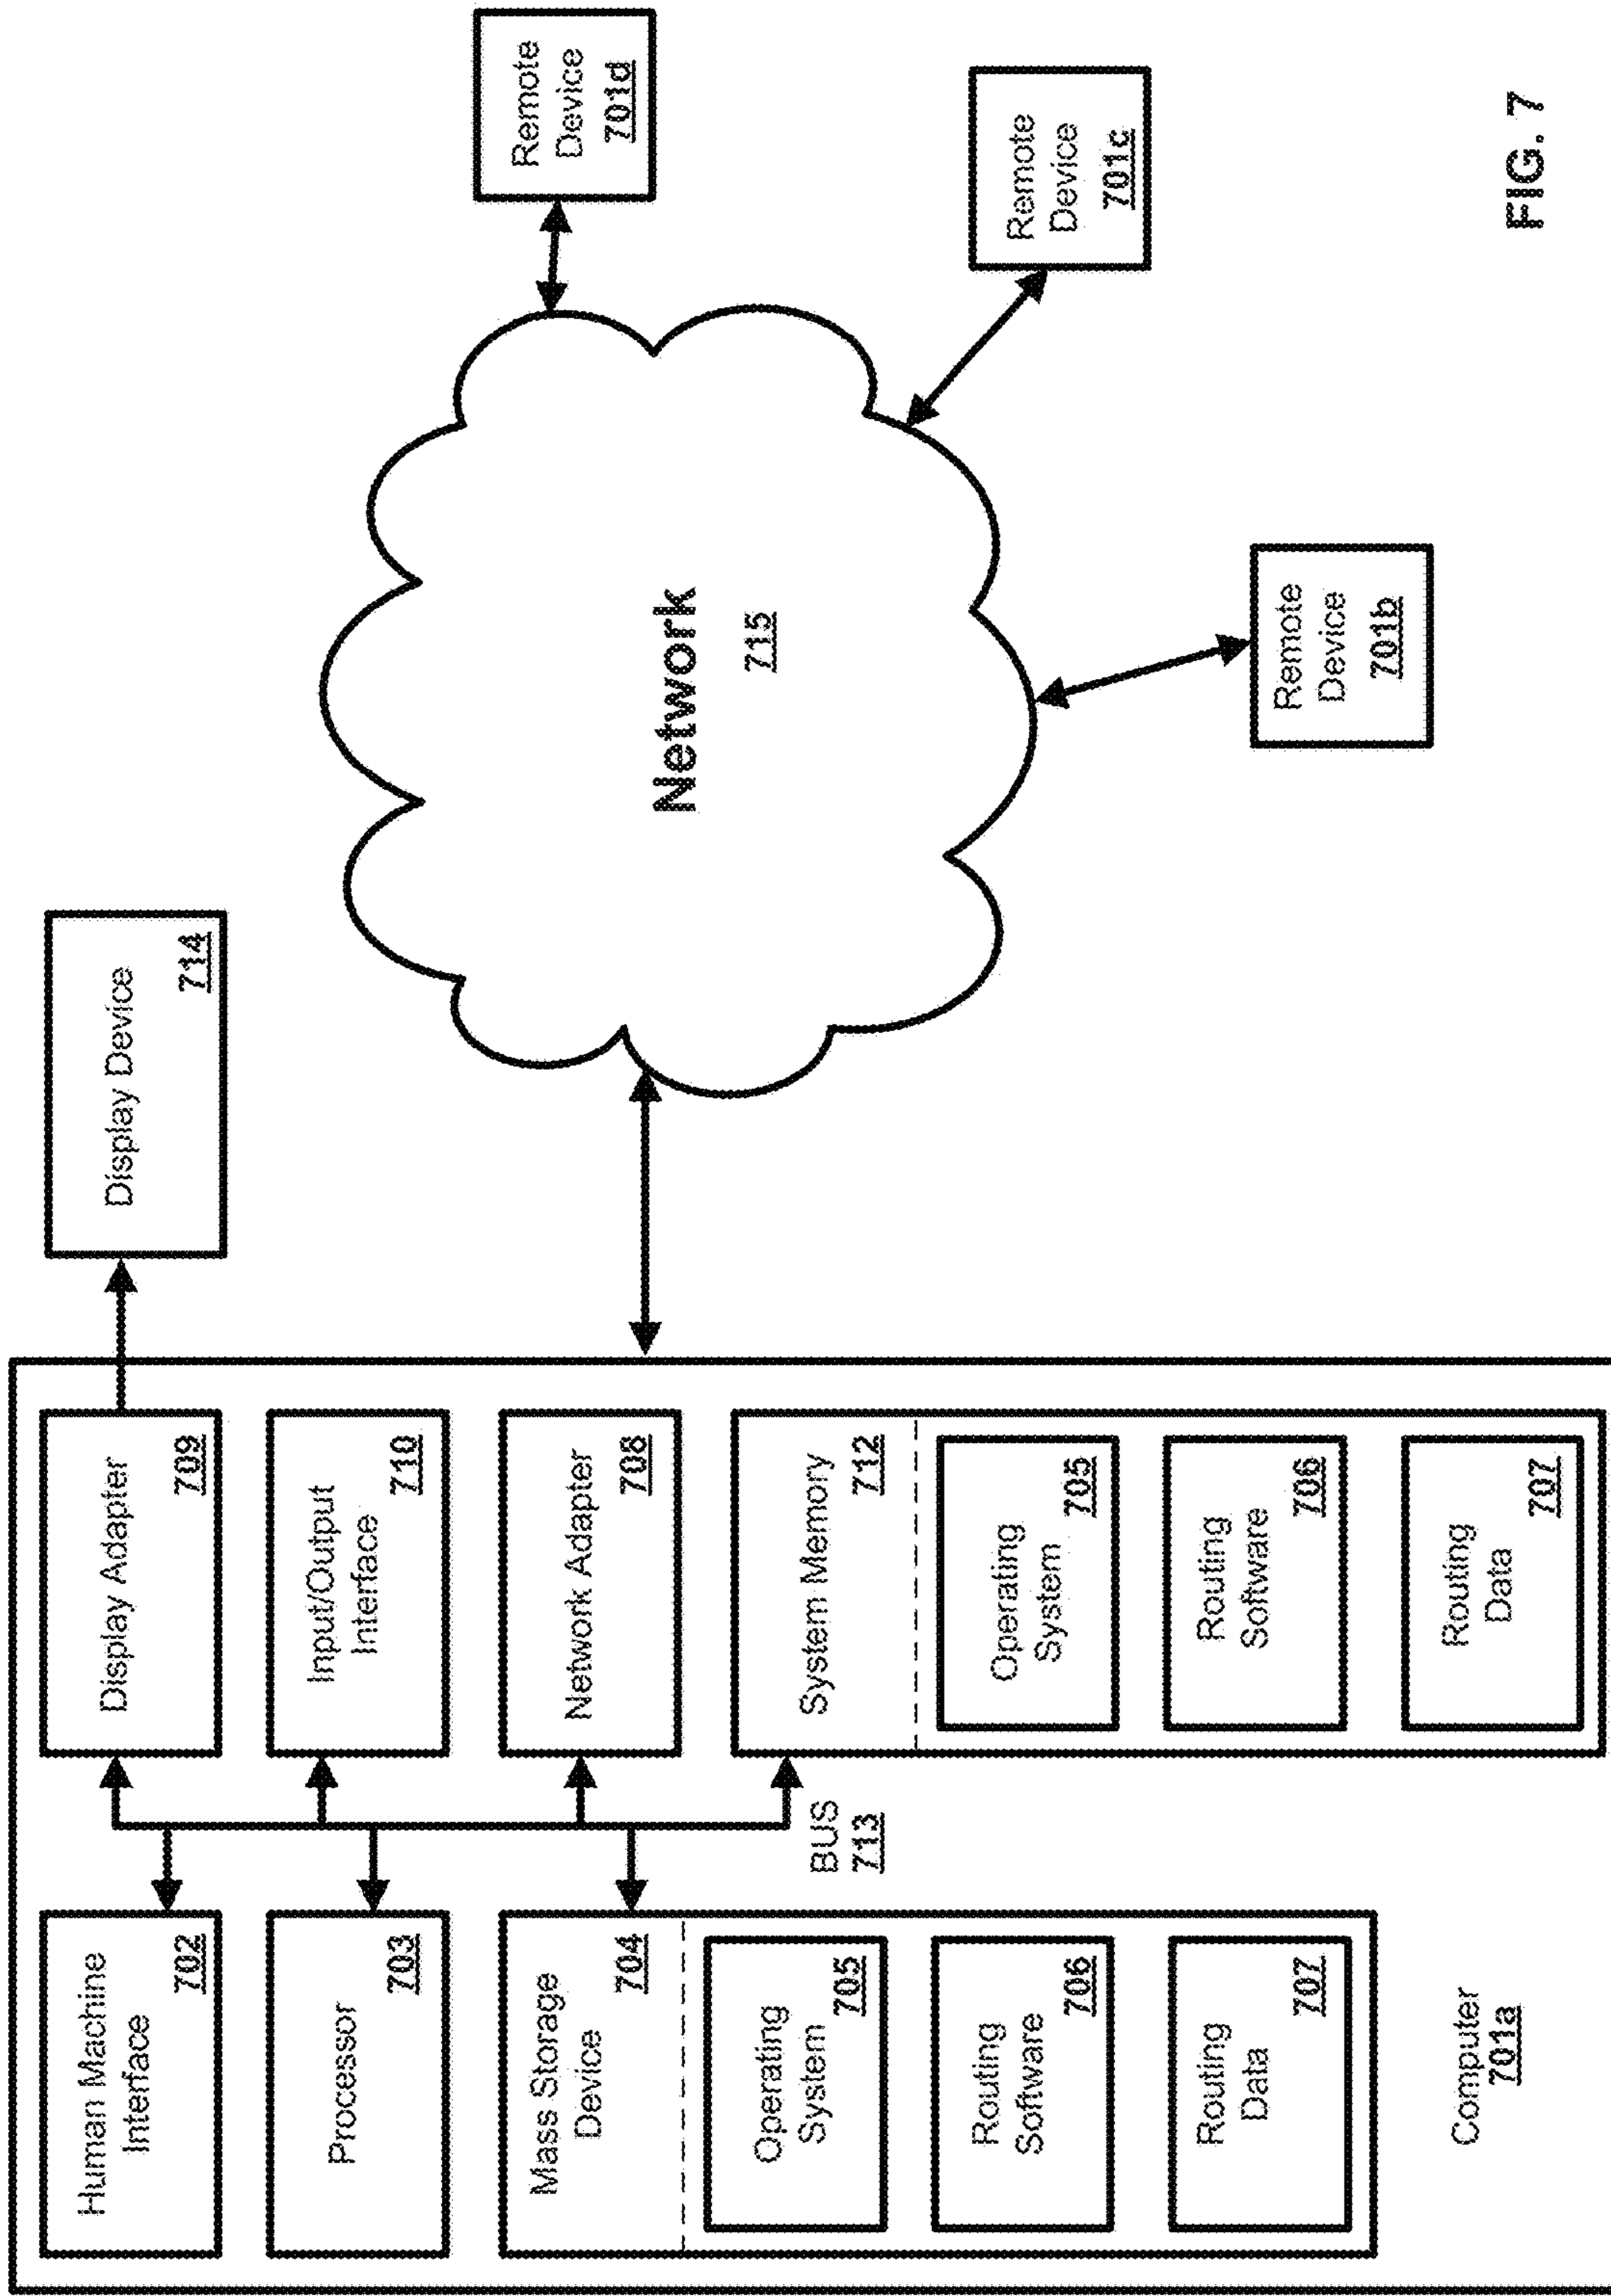 Human Machine
Interface
702
Processor
703
Mass Storage
Device
704
Operating
System
705
Routing
Software
706
Routing
Data
707
Computer
701a
BUS
713
Display Adapter
709
Input/Output
Interface
710
Network Adapter
708
System Memory
712
Operating
System
705
Routing
Software
706
Routing
Data
707
Display Device
714
Network
715
Remote
Device
701b
Remote
Device
701c
Remote
Device
701d
FIG. 7